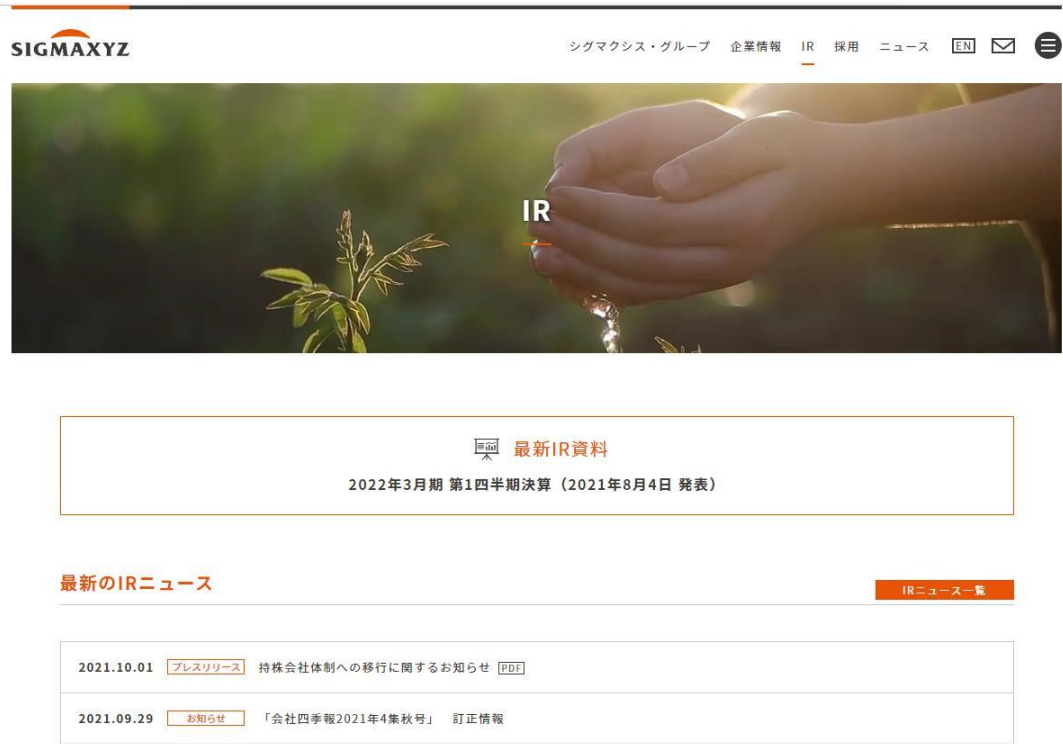 SIGMAXYZ
シグマクシス・グループ 企業情報 IR 採用 ニュース EN
IR
最新IR資料
2022年3月期 第1四半期決算（2021年8月4日 発表）
最新のIRニュース
IRニュース一覧
2021.10.01 プレスリリース 持株会社体制への移行に関するお知らせ PDF
2021.09.29 お知らせ 「会社四季報2021年4集秋号」 訂正情報